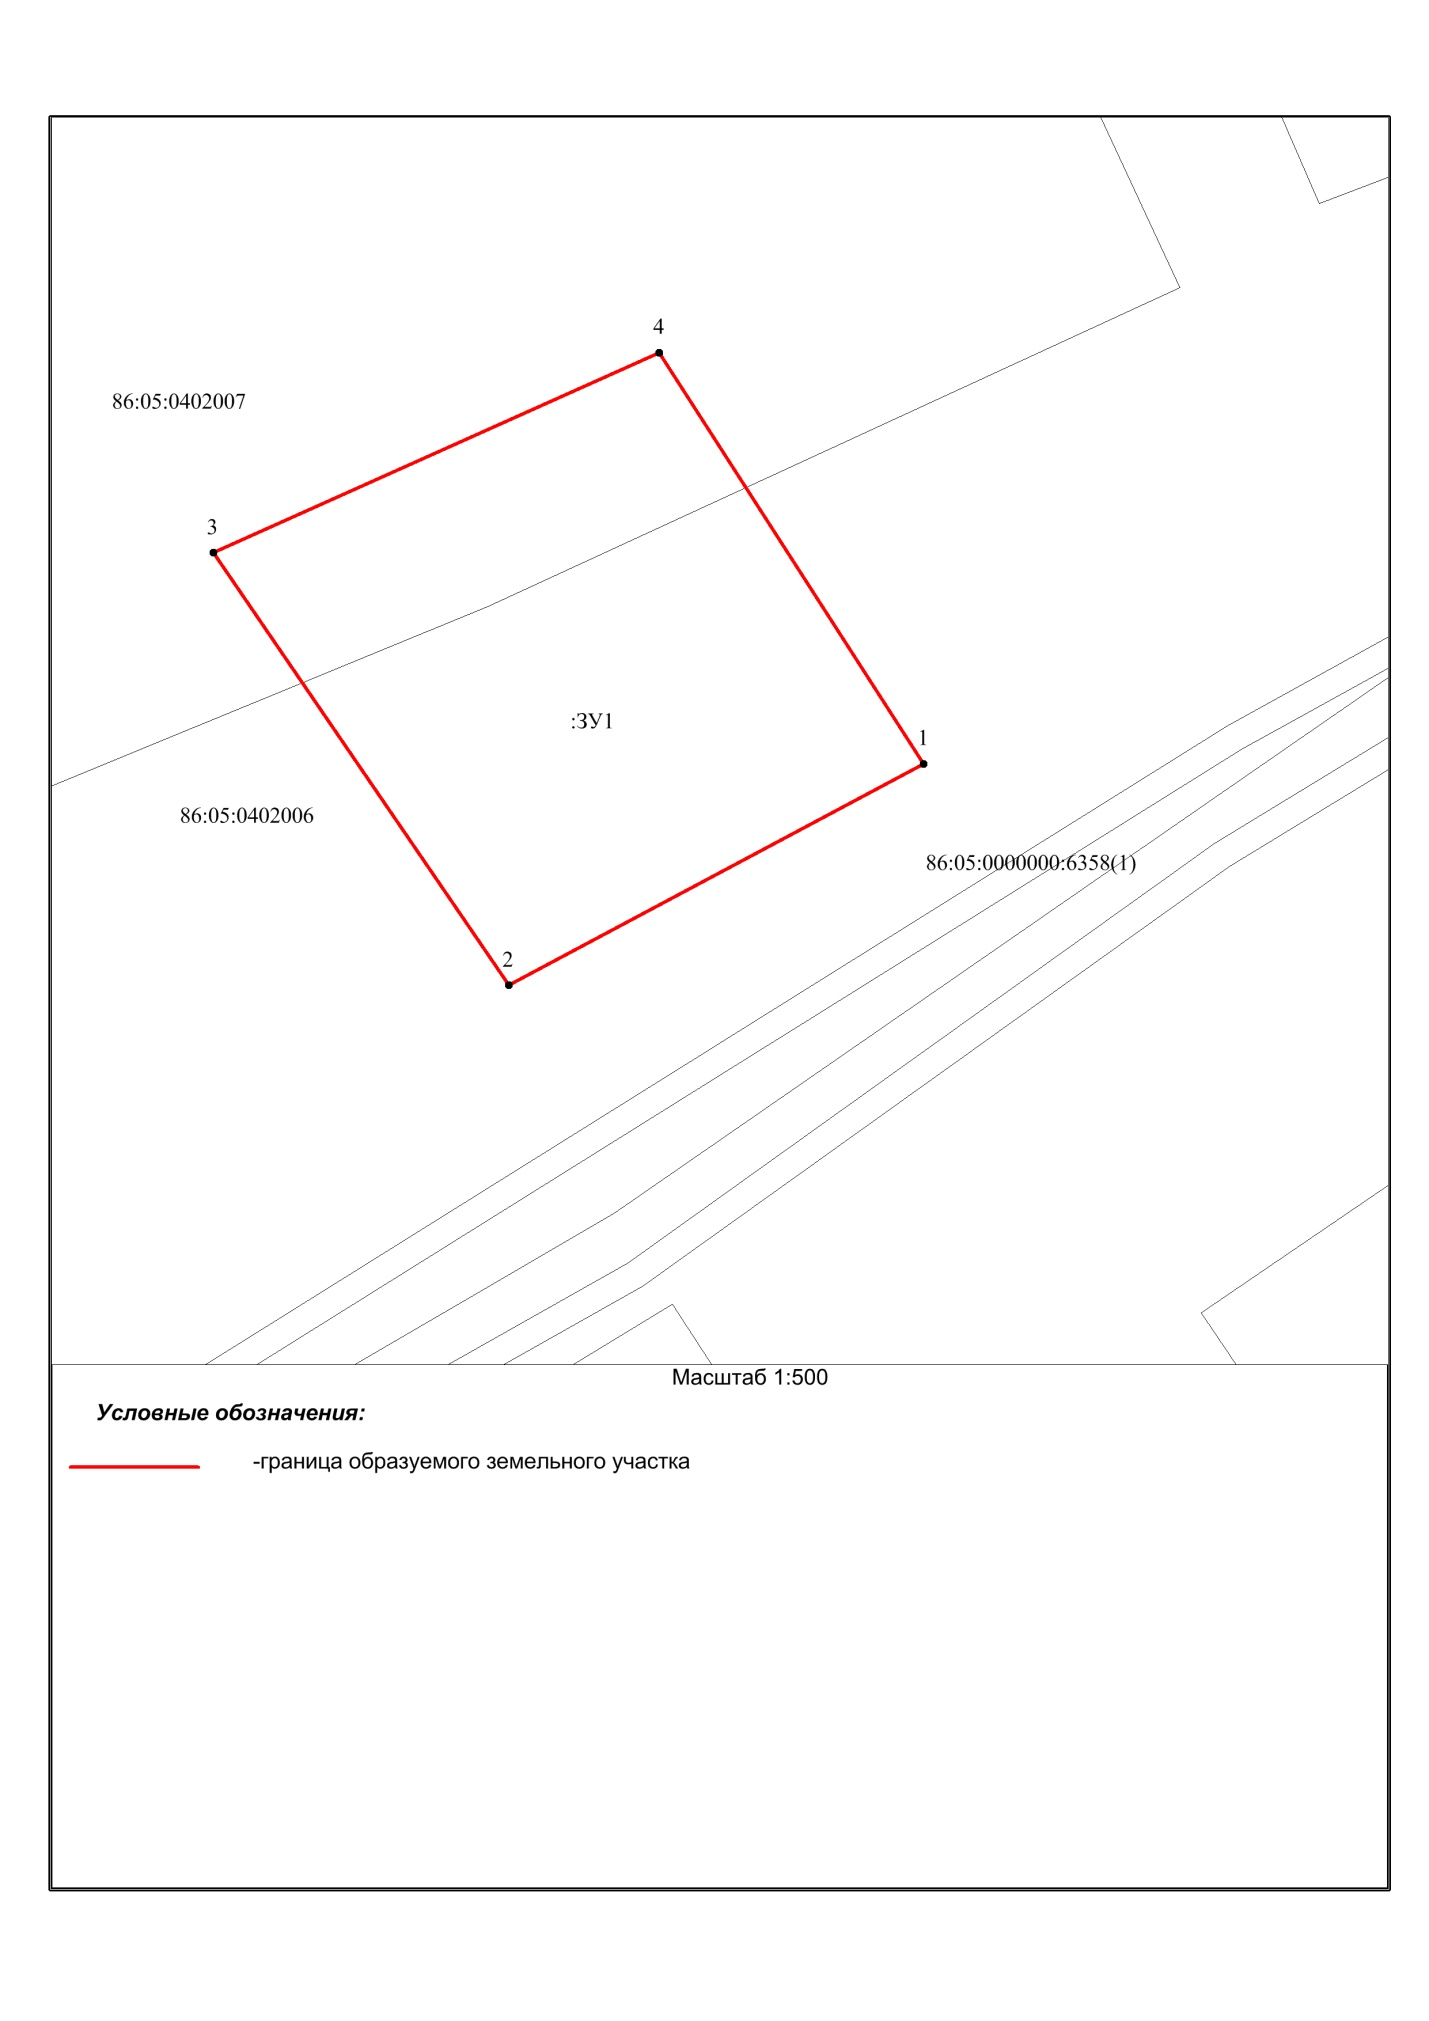 4
86:05:0402007
3
:ЗУ1
1
86:05:0402006
86:05:0000000:6358(1)
2
Масштаб 1:500
Условные обозначения:
-граница образуемого земельного участка